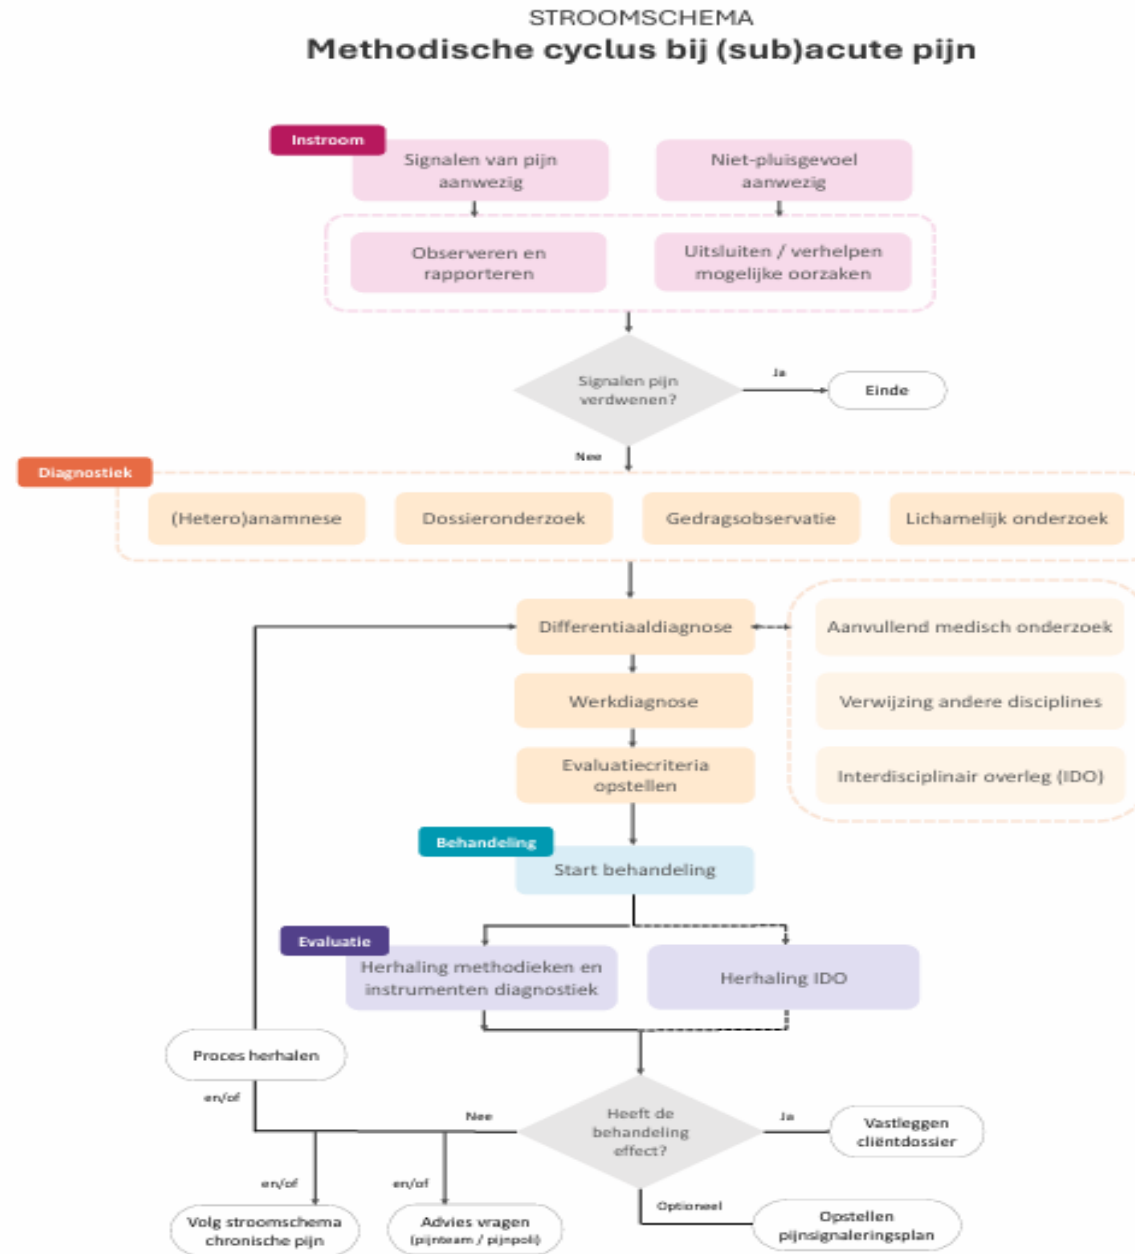 STROOMSCHEMA
Methodische cyclus bij (sub)acute pijn
Instroom
Signalen van pijn
aanwezig
Niet-pluisgevoel
aanwezig
Observeren en
rapporteren
Uitsluiten / verhelpen
mogelijke oorzaken
Signalen pijn
verdwenen?
Ja
Einde
Nee
Diagnostiek
(Hetero)anamnese
Dossieronderzoek
Gedragsobservatie
Lichamelijk onderzoek
Differentiaaldiagnose
Aanvullend medisch onderzoek
Werkdiagnose
Verwijzing andere disciplines
Evaluatiecriteria
opstellen
Interdisciplinair overleg (IDO)
Behandeling
Start behandeling
Evaluatie
Herhaling methodieken en
instrumenten diagnostiek
Herhaling IDO
Proces herhalen
en/of
Nee
Heeft de
behandeling
effect?
Ja
Vastleggen
cliëntdossier
en/of
en/of
Volg stroomschema
chronische pijn
Advies vragen
(pijnteam / pijnpoli)
Optioneel
Opstellen
pijnsignaleringsplan